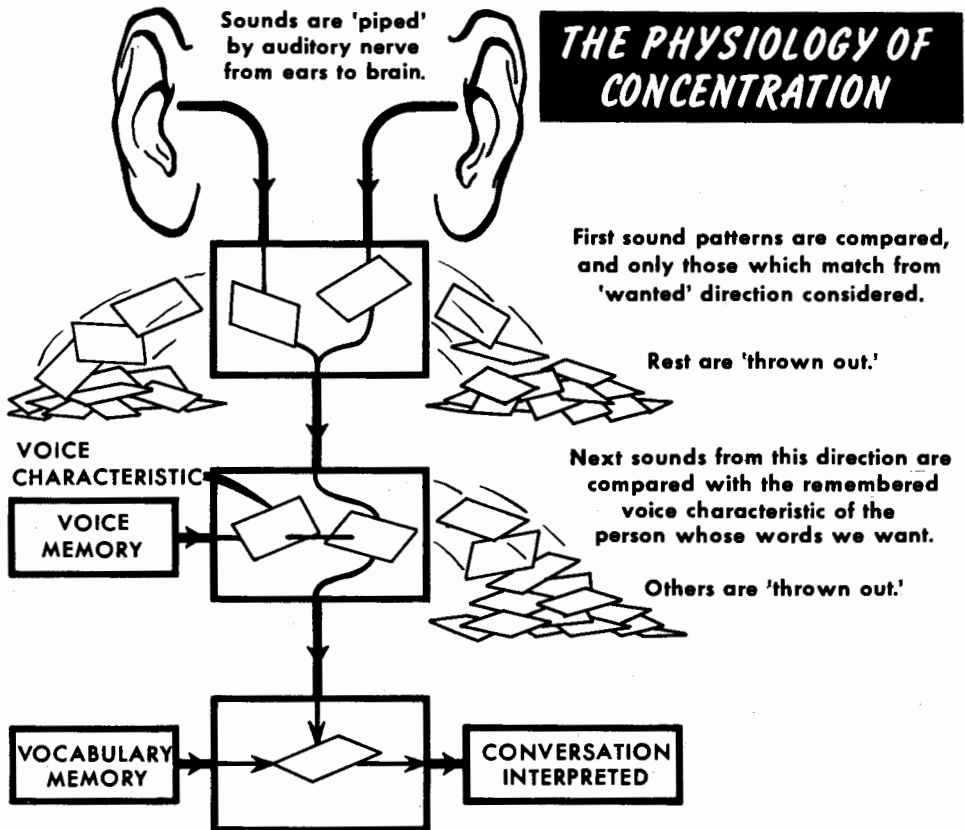 Sounds are 'piped'
by auditory nerve
from ears to brain.
THE PHYSIOLOGY OF
CONCENTRATION
First sound patterns are compared,
and only those which match from
'wanted' direction considered.
Rest are 'thrown out.'
VOICE
CHARACTERISTIC
VOICE
MEMORY
Next sounds from this direction are
compared with the remembered
voice characteristic of the
person whose words we want.
Others are 'thrown out.'
VOCABULARY
MEMORY
CONVERSATION
INTERPRETED